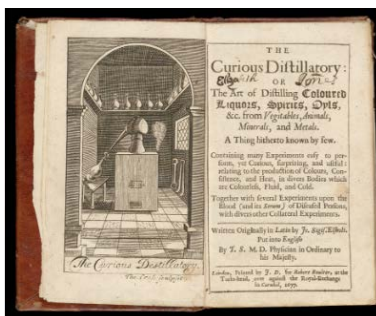 The Curious Distillatory
THE
Curious Distillatory:
OR
The Art of Distilling Coloured
Liquors, Spirits, Oyls,
&c. from Vegetables, Animals,
Minerals, and Metals.
A Thing hitherto known by few.
Containing many Experiments easy to per-
form, yet Curious, surprizing, and useful:
relating to the production of Colours, Con-
sistence, and Heat, in divers Bodies which
are Colourless, Fluid, and Cold.
Together with several Experiments upon the
Blood (and its Serum) of Diseased Persons,
with divers other Collateral Experiments.
Written Originally in Latin by Jo. Sigis. Elsholt.
Put into English
By T. S. M. D. Physician in Ordinary to
his Majesty.
London, Printed by J. D. for Robert Boulter, at the
Turks-head, over against the Royal-Exchange
in Cornhil, 1677.